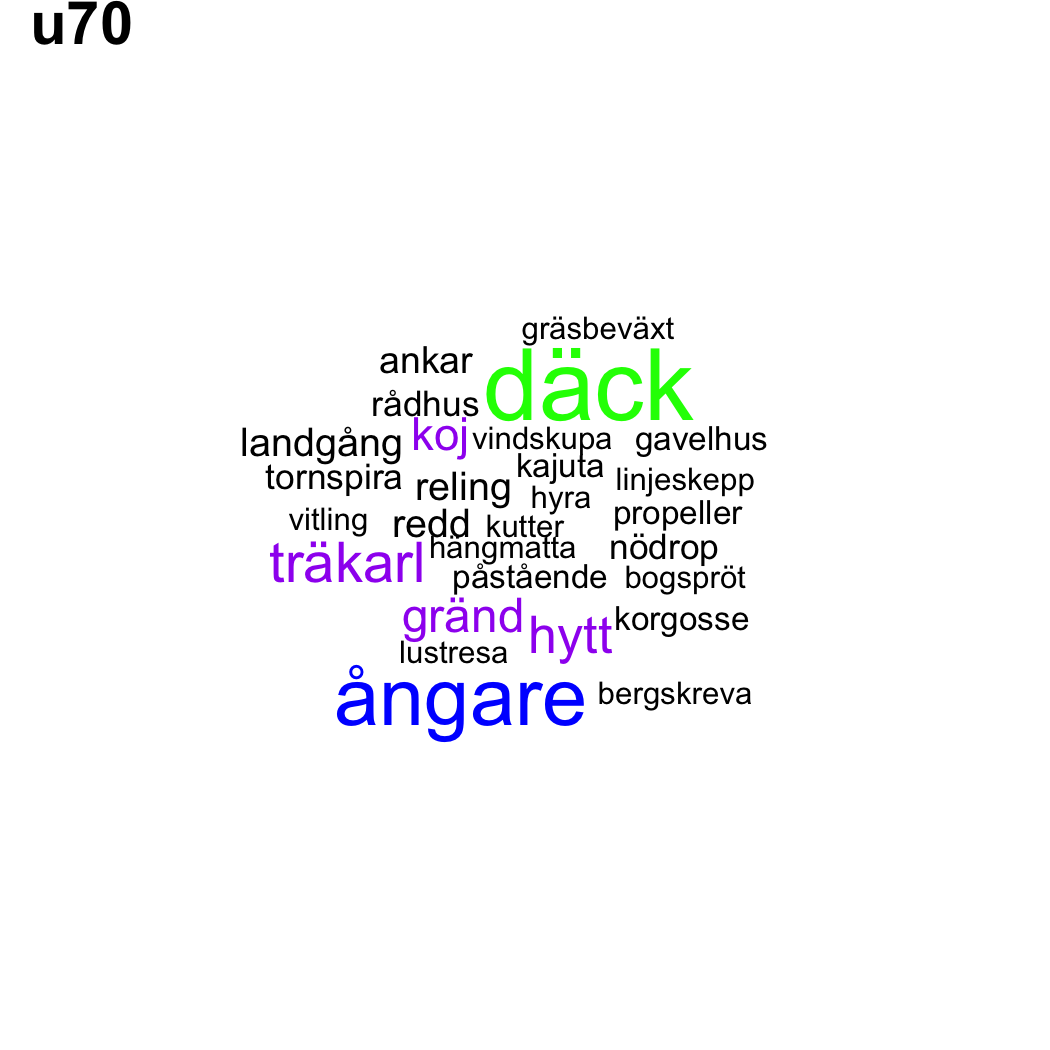 u70
gräsbeväxt
ankar däck
rådhus
landgång koj vindskupa gavelhus
tornspira reling kajuta linjeskepp
hyra
vitling redd kutter propeller
träkarl hängmatta nödrop
påstående bogspröt
gränd hytt korgosse
lustresa
ångare bergskreva